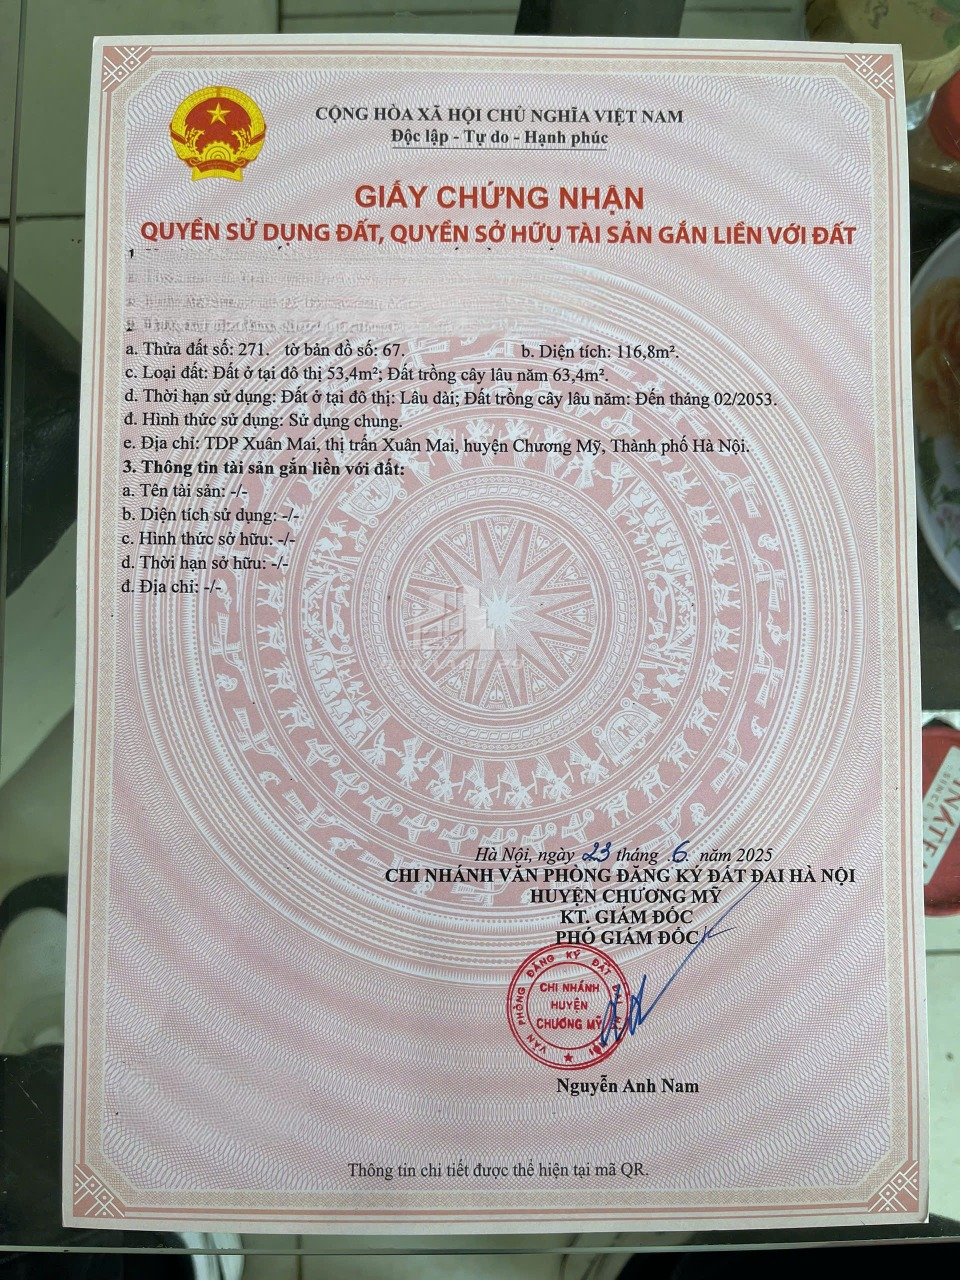 CỘNG HÒA XÃ HỘI CHỦ NGHĨA VIỆT NAM
Độc lập - Tự do - Hạnh phúc
GIẤY CHỨNG NHẬN
QUYỀN SỬ DỤNG ĐẤT, QUYỀN SỞ HỮU TÀI SẢN GẮN LIỀN VỚI ĐẤT
a. Thửa đất số: 271. tờ bản đồ số: 67. b. Diện tích: 116,8m².
c. Loại đất: Đất ở tại đô thị 53,4m²; Đất trồng cây lâu năm 63,4m².
d. Thời hạn sử dụng: Đất ở tại đô thị: Lâu dài; Đất trồng cây lâu năm: Đến tháng 02/2053.
đ. Hình thức sử dụng: Sử dụng chung.
e. Địa chỉ: TDP Xuân Mai, thị trấn Xuân Mai, huyện Chương Mỹ, Thành phố Hà Nội.
3. Thông tin tài sản gắn liền với đất:
a. Tên tài sản: -/-
b. Diện tích sử dụng: -/-
c. Hình thức sở hữu: -/-
d. Thời hạn sở hữu: -/-
đ. Địa chỉ: -/-
Hà Nội, ngày 23 tháng 6 năm 2025
CHI NHÁNH VĂN PHÒNG ĐĂNG KÝ ĐẤT ĐAI HÀ NỘI
HUYỆN CHƯƠNG MỸ
KT. GIÁM ĐỐC
PHÓ GIÁM ĐỐC
VĂN PHÒNG ĐĂNG KÝ ĐẤT ĐAI HÀ NỘI
CHI NHÁNH
HUYỆN
CHƯƠNG MỸ
Nguyễn Anh Nam
Thông tin chi tiết được thể hiện tại mã QR.
SINCE